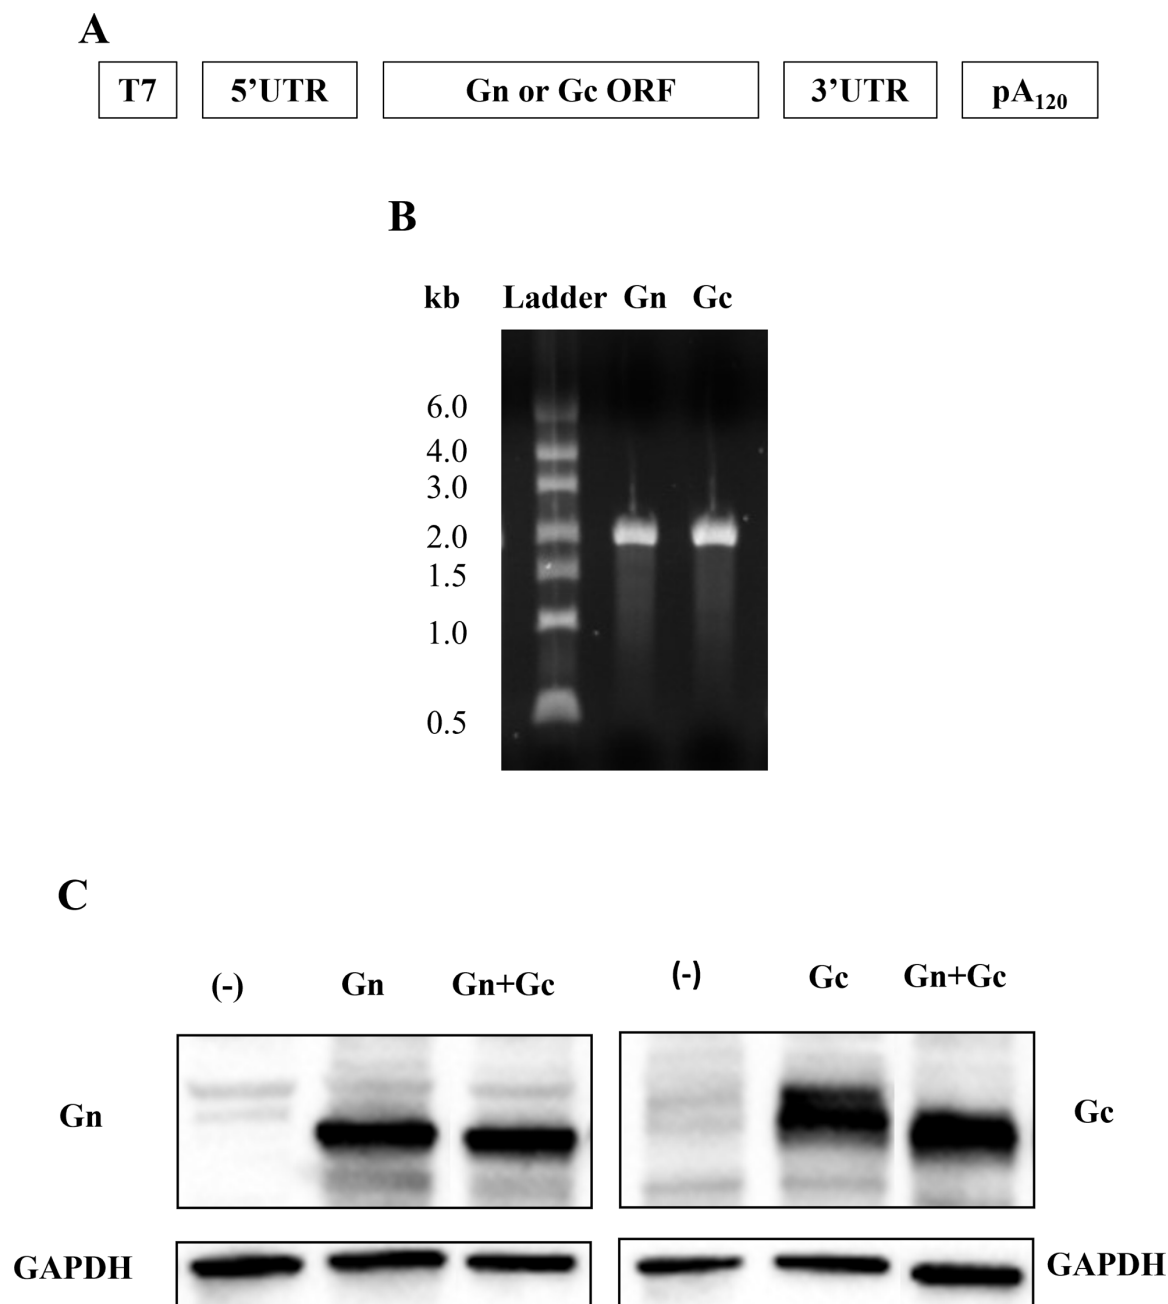 A
T7 5’UTR Gn or Gc ORF 3’UTR pA120
B
kb Ladder Gn Gc
6.0
4.0
3.0
2.0
1.5
1.0
0.5
C
(-) Gn Gn+Gc (-) Gc Gn+Gc
Gn Gc
GAPDH GAPDH